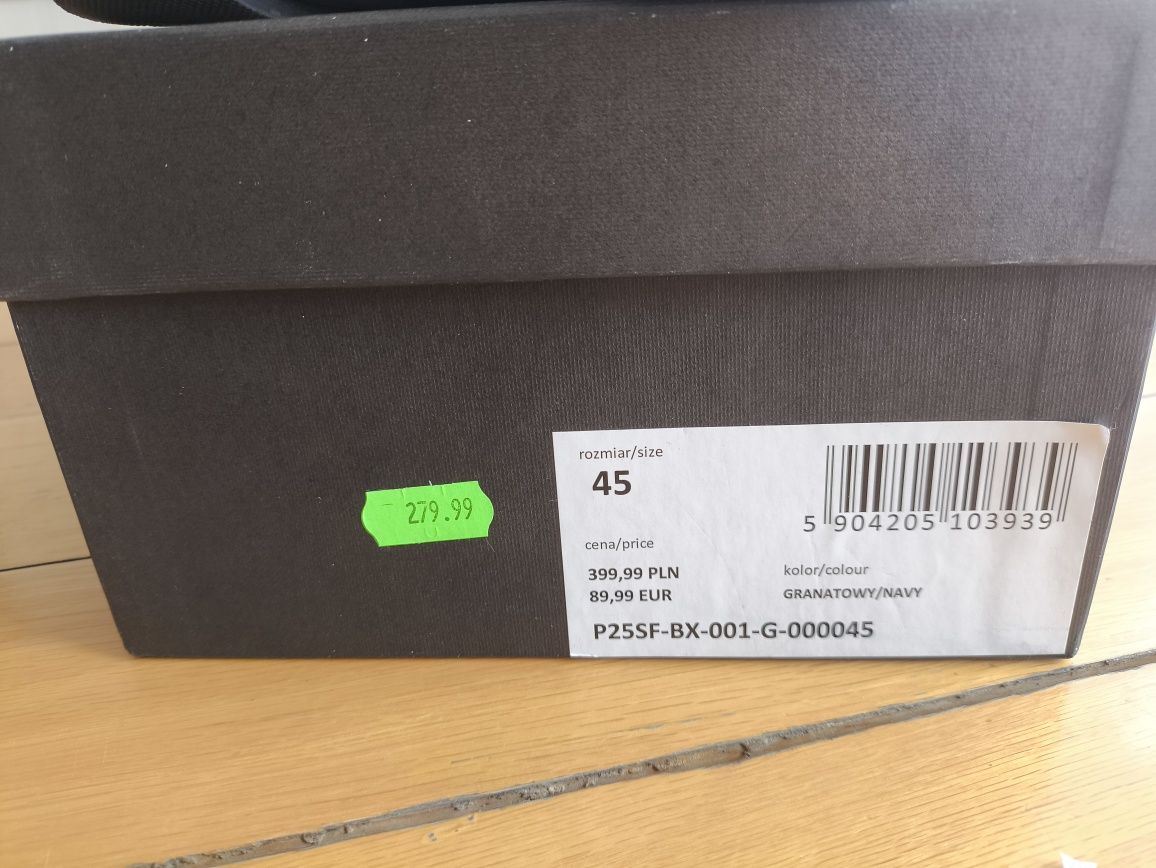 279.99
rozmiar/size
45
5 904205 103939
cena/price
399,99 PLN
89,99 EUR
kolor/colour
GRANATOWY/NAVY
P25SF-BX-001-G-000045